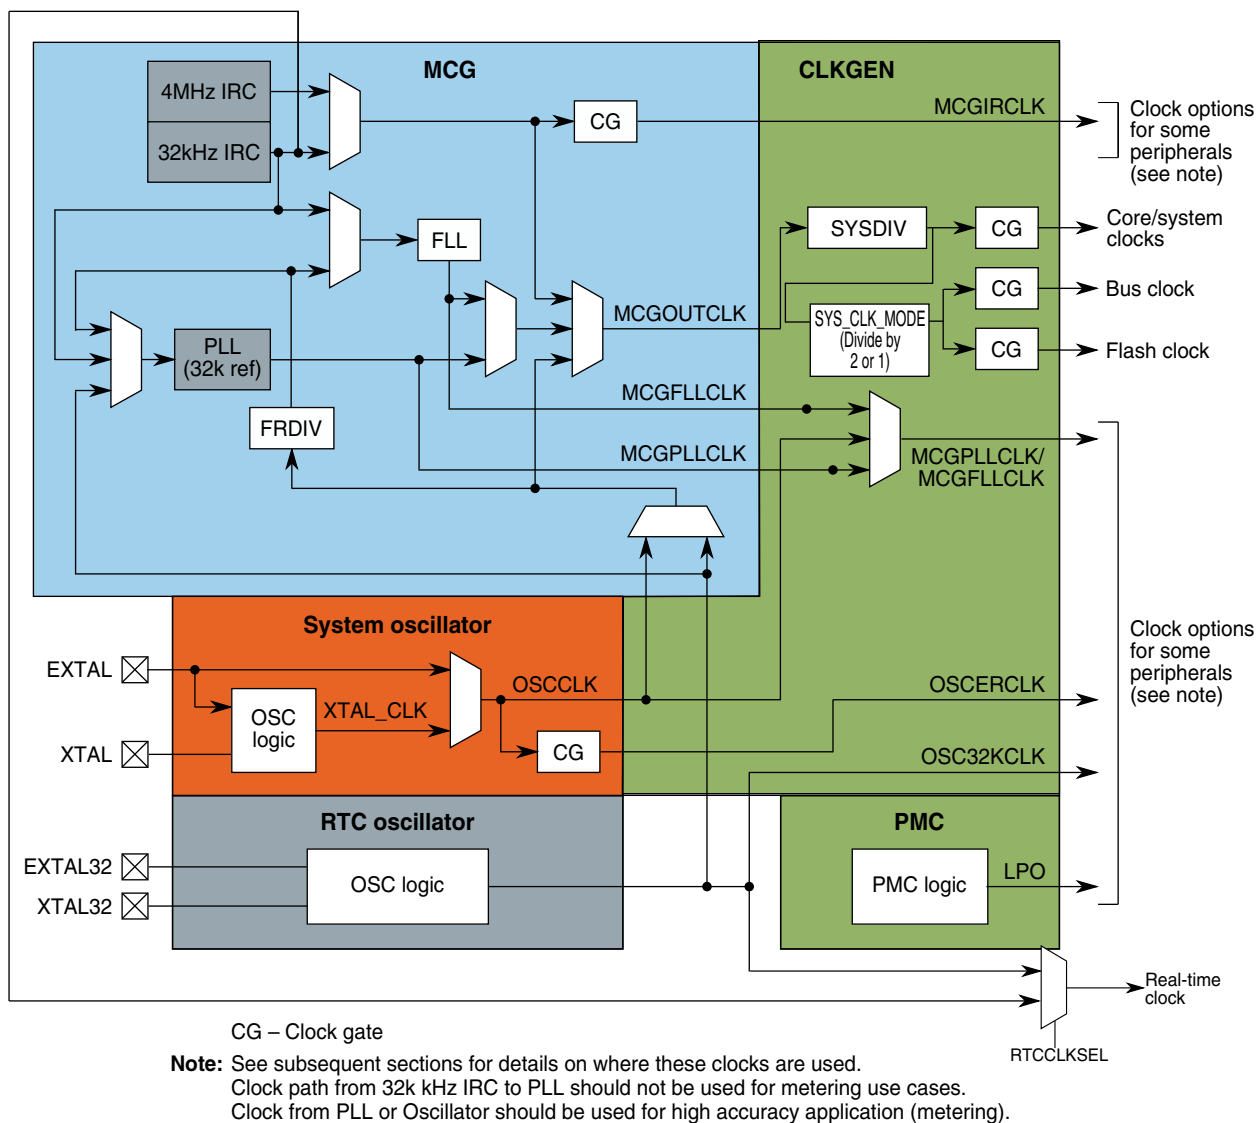 MCG
CLKGEN
4MHz IRC
32kHz IRC
CG
MCGIRCLK
Clock options
for some
peripherals
(see note)
FLL
SYSDIV
CG
Core/system
clocks
CG
Bus clock
MCGOUTCLK
SYS_CLK_MODE
(Divide by
2 or 1)
CG
Flash clock
PLL
(32k ref)
FRDIV
MCGFLLCLK
MCGPLLCLK
MCGPLLCLK/
MCGFLLCLK
System oscillator
EXTAL
XTAL
OSC
logic
XTAL_CLK
OSCCLK
CG
OSCERCLK
OSC32KCLK
Clock options
for some
peripherals
(see note)
RTC oscillator
EXTAL32
XTAL32
OSC logic
PMC
PMC logic
LPO
Real-time
clock
RTCCLKSEL
CG – Clock gate
Note: See subsequent sections for details on where these clocks are used.
Clock path from 32k kHz IRC to PLL should not be used for metering use cases.
Clock from PLL or Oscillator should be used for high accuracy application (metering).